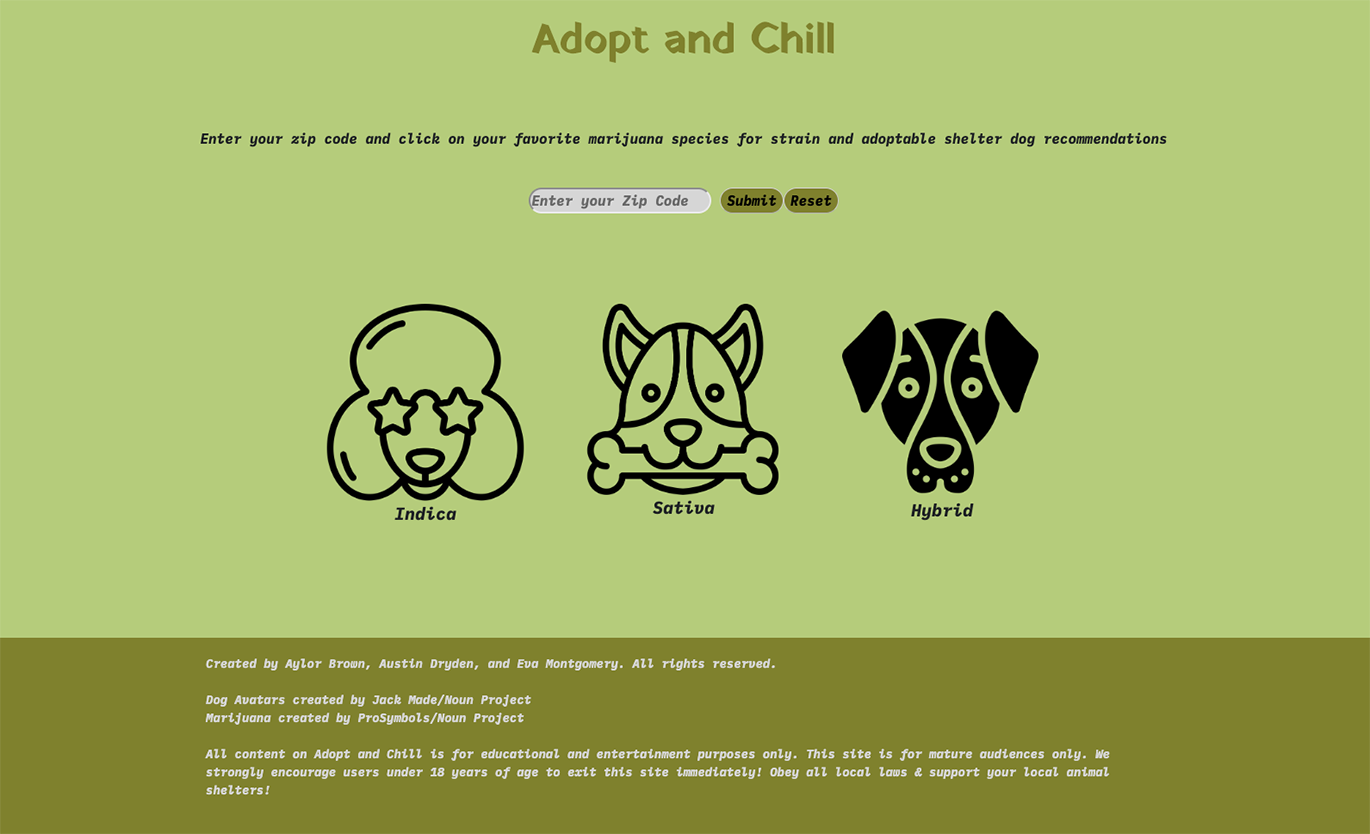 Adopt and Chill
Enter your zip code and click on your favorite marijuana species for strain and adoptable shelter dog recommendations
Enter your Zip Code Submit Reset
Indica Sativa Hybrid
Created by Aylor Brown, Austin Dryden, and Eva Montgomery. All rights reserved.
Dog Avatars created by Jack Made/Noun Project
Marijuana created by ProSymbols/Noun Project
All content on Adopt and Chill is for educational and entertainment purposes only. This site is for mature audiences only. We
strongly encourage users under 18 years of age to exit this site immediately! Obey all local laws & support your local animal
shelters!